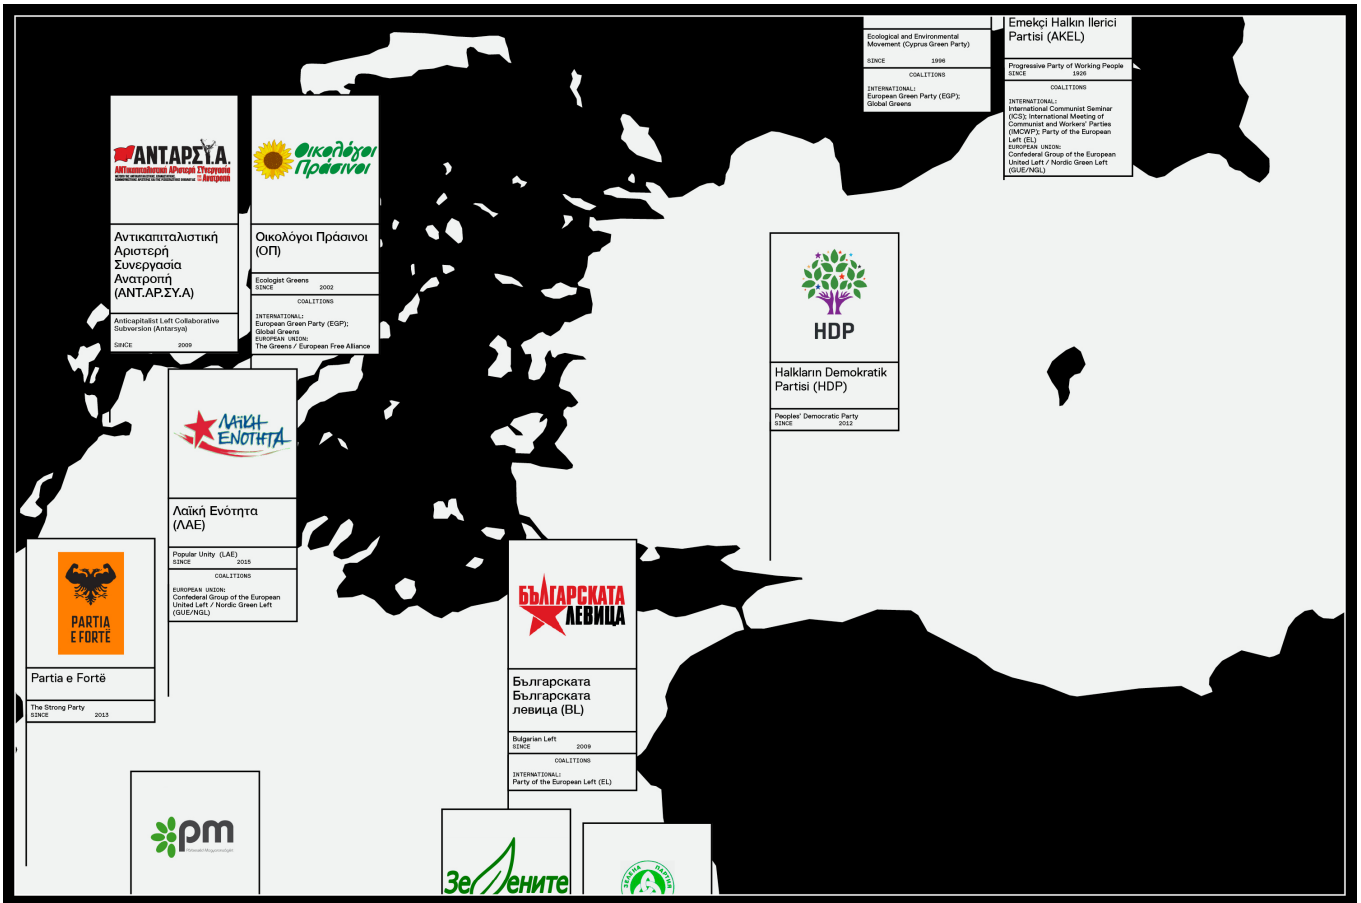 Ecological and Environmental
Movement (Cyprus Green Party)
SINCE 1996
COALITIONS
INTERNATIONAL:
European Green Party (EGP);
Global Greens
Emekçi Halkın Ilerici
Partisi (AKEL)
Progressive Party of Working People
SINCE 1926
COALITIONS
INTERNATIONAL:
International Communist Seminar
(ICS); International Meeting of
Communist and Workers' Parties
(IMCWP); Party of the European
Left (EL)
EUROPEAN UNION:
Confederal Group of the European
United Left / Nordic Green Left
(GUE/NGL)
ΑΝΤ.ΑΡ.ΣΥ.Α.
ΑΝΤικαπιταλιστική ΑΡιστερή ΣΥνεργασία
Ανατροπή
Αντικαπιταλιστική
Αριστερή
Συνεργασία
Ανατροπή
(ΑΝΤ.ΑΡ.ΣΥ.Α)
Anticapitalist Left Collaborative
Subversion (Antarsya)
SINCE 2009
Οικολόγοι
Πράσινοι
Οικολόγοι Πράσινοι
(ΟΠ)
Ecologist Greens
SINCE 2002
COALITIONS
INTERNATIONAL:
European Green Party (EGP);
Global Greens
EUROPEAN UNION:
The Greens / European Free Alliance
HDP
Halkların Demokratik
Partisi (HDP)
Peoples' Democratic Party
SINCE 2012
ΛΑΪΚΗ
ΕΝΟΤΗΤΑ
Λαϊκή Ενότητα
(ΛΑΕ)
Popular Unity (LAE)
SINCE 2015
COALITIONS
EUROPEAN UNION:
Confederal Group of the European
United Left / Nordic Green Left
(GUE/NGL)
PARTIA
E FORTË
Partia e Fortë
The Strong Party
SINCE 2013
БЪЛГАРСКАТА
ЛЕВИЦА
Българската
Българската
левица (BL)
Bulgarian Left
SINCE 2009
COALITIONS
INTERNATIONAL:
Party of the European Left (EL)
pm
Зелените
ЗЕЛЕНА ПАРТИЯ